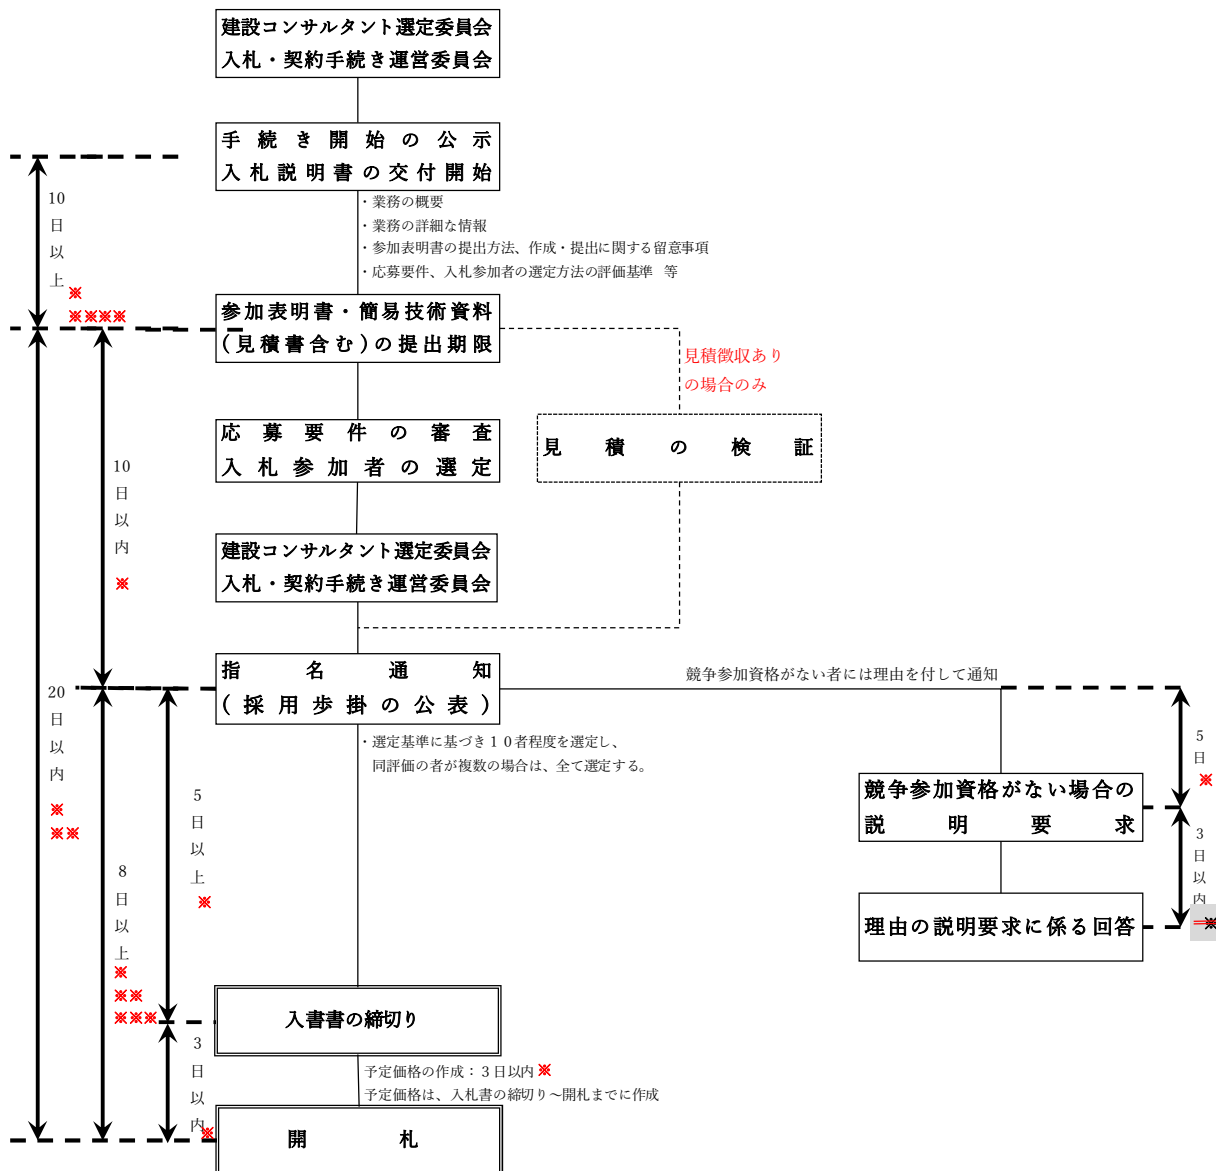 建設コンサルタント選定委員会
入札・契約手続き運営委員会
手続き開始の公示
入札説明書の交付開始
・業務の概要
・業務の詳細な情報
・参加表明書の提出方法、作成・提出に関する留意事項
・応募要件、入札参加者の選定方法の評価基準 等
10日以上
※
※※※※
参加表明書・簡易技術資料
(見積書含む)の提出期限
見積徴収あり
の場合のみ
応募要件の審査
入札参加者の選定
見積の検証
10日以内
※
建設コンサルタント選定委員会
入札・契約手続き運営委員会
指名通知
(採用歩掛の公表)
競争参加資格がない者には理由を付して通知
・選定基準に基づき１０者程度を選定し、
同評価の者が複数の場合は、全て選定する。
20日以内
※
※※
5日以上
※
8日以上
※
※※
※※※
5日
※
競争参加資格がない場合の
説明要求
3日以内
※
理由の説明要求に係る回答
入書書の締切り
3日以内
※
予定価格の作成：３日以内※
予定価格は、入札書の締切り～開札までに作成
開札